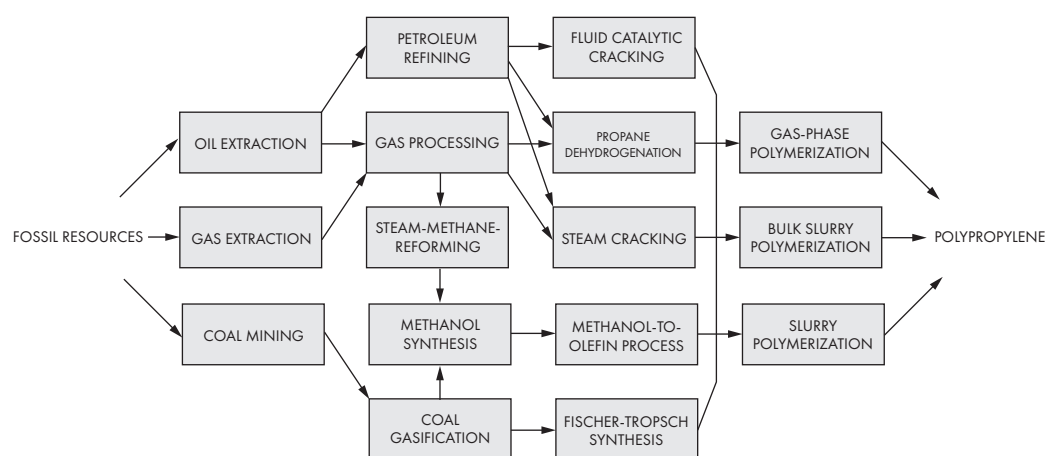 PETROLEUM
REFINING
FLUID CATALYTIC
CRACKING
OIL EXTRACTION
GAS PROCESSING
PROPANE
DEHYDROGENATION
GAS-PHASE
POLYMERIZATION
FOSSIL RESOURCES
GAS EXTRACTION
STEAM-METHANE-
REFORMING
STEAM CRACKING
BULK SLURRY
POLYMERIZATION
POLYPROPYLENE
COAL MINING
METHANOL
SYNTHESIS
METHANOL-TO-
OLEFIN PROCESS
SLURRY
POLYMERIZATION
COAL
GASIFICATION
FISCHER-TROPSCH
SYNTHESIS